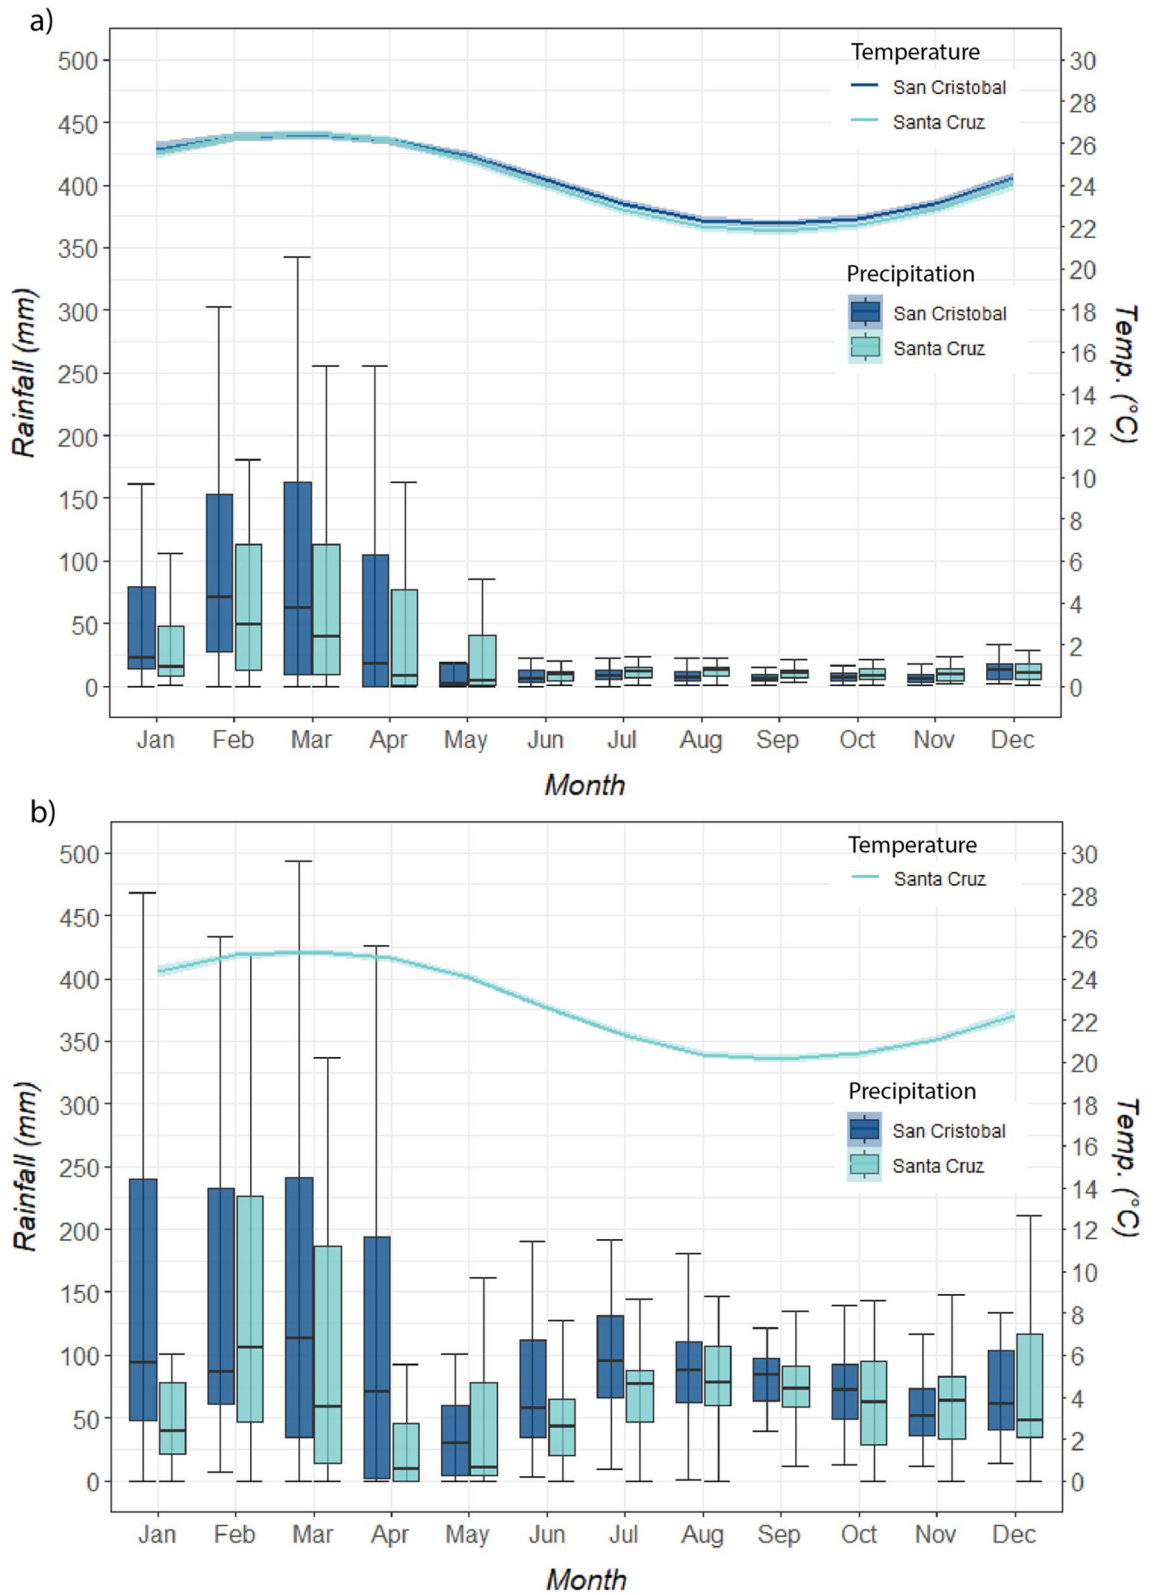 a)
Temperature
San Cristobal
Santa Cruz
Precipitation
San Cristobal
Santa Cruz
500
450
400
350
300
250
200
150
100
50
0
Rainfall (mm)
30
28
26
24
22
20
18
16
14
12
10
8
6
4
2
0
Temp. (°C)
Jan Feb Mar Apr May Jun Jul Aug Sep Oct Nov Dec
Month
b)
Temperature
Santa Cruz
Precipitation
San Cristobal
Santa Cruz
500
450
400
350
300
250
200
150
100
50
0
Rainfall (mm)
30
28
26
24
22
20
18
16
14
12
10
8
6
4
2
0
Temp. (°C)
Jan Feb Mar Apr May Jun Jul Aug Sep Oct Nov Dec
Month